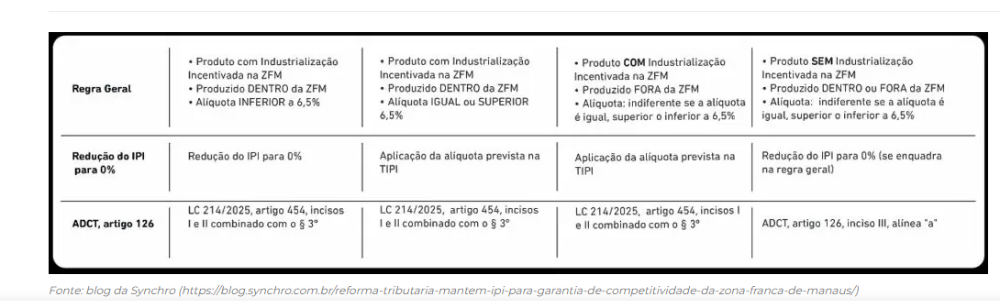 Regra Geral
• Produto com Industrialização
Incentivada na ZFM
• Produzido DENTRO da ZFM
• Alíquota INFERIOR a 6,5%
• Produto com Industrialização
Incentivada na ZFM
• Produzido DENTRO da ZFM
• Alíquota IGUAL ou SUPERIOR
6,5%
• Produto COM Industrialização
Incentivada na ZFM
• Produzido FORA da ZFM
• Alíquota: indiferente se a alíquota
é igual, superior o inferior a 6,5%
• Produto SEM Industrialização
Incentivada na ZFM
• Produzido DENTRO ou FORA da ZFM
• Alíquota: indiferente se a alíquota é
igual, superior o inferior a 6,5%
Redução do IPI
para 0%
Redução do IPI para 0%
Aplicação da alíquota prevista na
TIPI
Aplicação da alíquota prevista na
TIPI
Redução do IPI para 0% (se enquadra
na regra geral)
ADCT, artigo 126
LC 214/2025, artigo 454, incisos
I e II combinado com o § 3º
LC 214/2025, artigo 454, incisos
I e II combinado com o § 3º
LC 214/2025, artigo 454, incisos I
e II combinado com o § 3º
ADCT, artigo 126, inciso III, alínea "a"
Fonte: blog da Synchro (https://blog.synchro.com.br/reforma-tributaria-mantem-ipi-para-garantia-de-competitividade-da-zona-franca-de-manaus/)